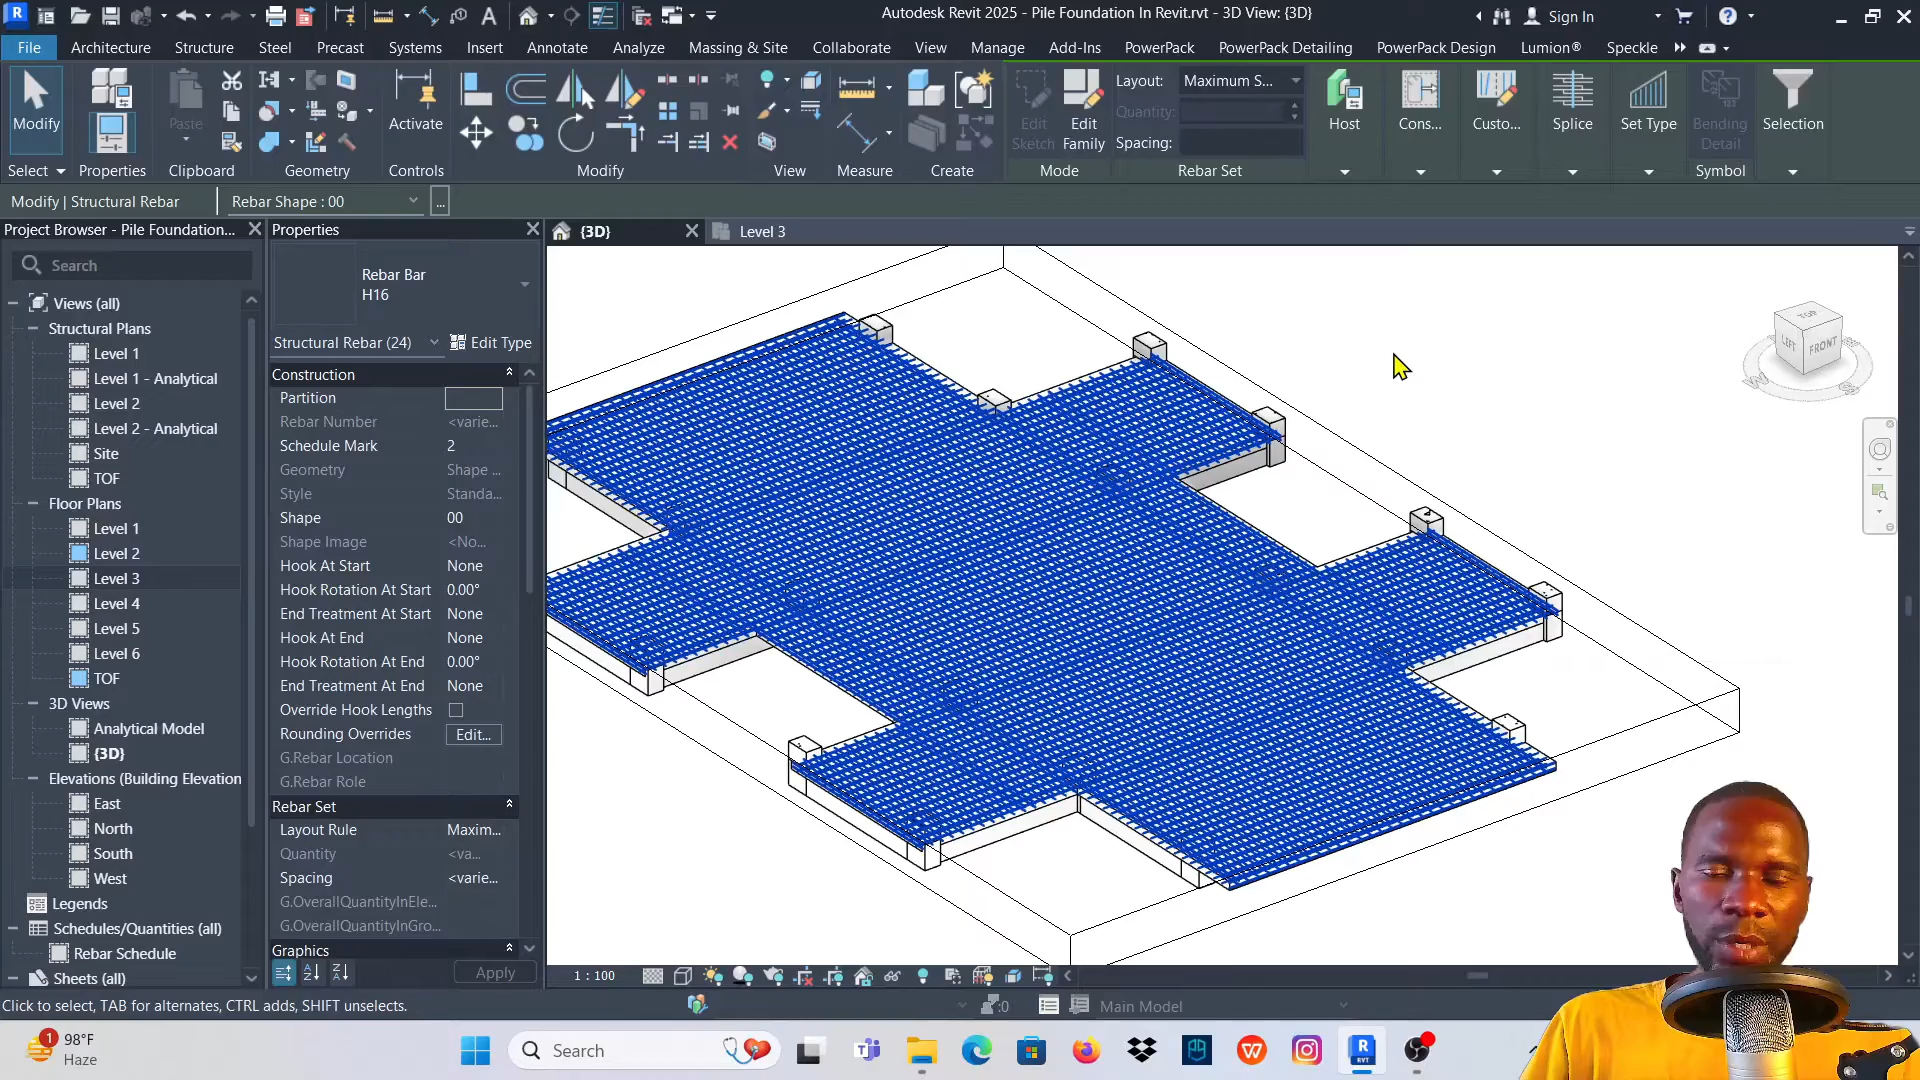 Autodesk Revit 2025 - Pile Foundation In Revit.rvt - 3D View: {3D}
Sign In
File Architecture Structure Steel Precast Systems Insert Annotate Analyze Massing & Site Collaborate View Manage Add-Ins PowerPack PowerPack Detailing PowerPack Design Lumion® Speckle
Modify
Paste
Activate
Edit Sketch
Edit Family
Layout: Maximum S...
Quantity:
Spacing:
Host
Cons...
Custo...
Splice
Set Type
Bending Detail
Selection
Select Properties Clipboard Geometry Controls Modify View Measure Create Mode Rebar Set Symbol
Modify | Structural Rebar
Rebar Shape : 00
...
Project Browser - Pile Foundation...
Search
Views (all)
Structural Plans
Level 1
Level 1 - Analytical
Level 2
Level 2 - Analytical
Site
TOF
Floor Plans
Level 1
Level 2
Level 3
Level 4
Level 5
Level 6
TOF
3D Views
Analytical Model
{3D}
Elevations (Building Elevation
East
North
South
West
Legends
Schedules/Quantities (all)
Rebar Schedule
Sheets (all)
Properties
Rebar Bar
H16
Structural Rebar (24)
Edit Type
Construction
Partition
Rebar Number <varie...
Schedule Mark 2
Geometry Shape ...
Style Standa...
Shape 00
Shape Image <No...
Hook At Start None
Hook Rotation At Start 0.00°
End Treatment At Start None
Hook At End None
Hook Rotation At End 0.00°
End Treatment At End None
Override Hook Lengths
Rounding Overrides Edit...
G.Rebar Location
G.Rebar Role
Rebar Set
Layout Rule Maxim...
Quantity <va...
Spacing <varie...
G.OverallQuantityInEle...
G.OverallQuantityInGro...
Graphics
Apply
{3D}
Level 3
TOP
LEFT
FRONT
W
S
1 : 100
Click to select, TAB for alternates, CTRL adds, SHIFT unselects.
:0
Main Model
1
98°F
Haze
Search